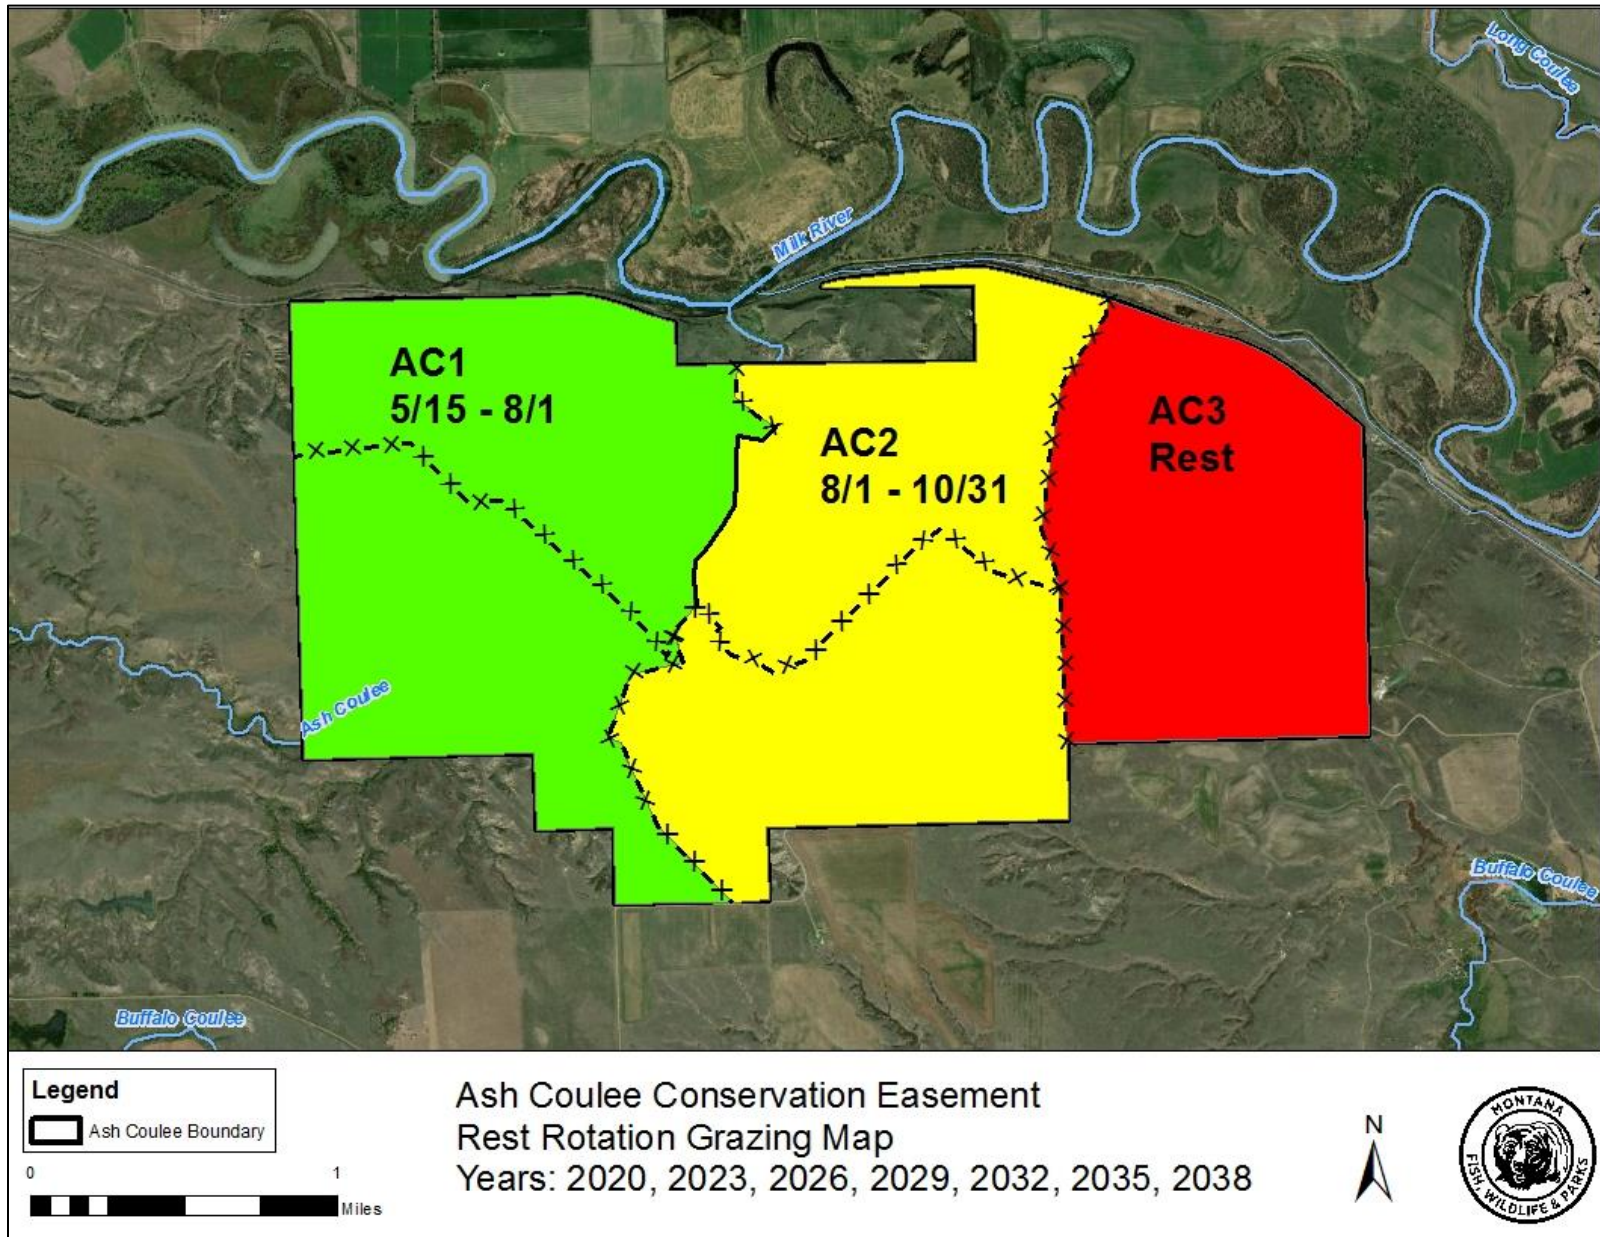 Long Coulee
Milk River
AC1
5/15 - 8/1
AC2
8/1 - 10/31
AC3
Rest
Ash Coulee
Buffalo Coulee
Buffalo Coulee
Legend
Ash Coulee Boundary
0 1
Miles
Ash Coulee Conservation Easement
Rest Rotation Grazing Map
Years: 2020, 2023, 2026, 2029, 2032, 2035, 2038
N
MONTANA
FISH, WILDLIFE & PARKS